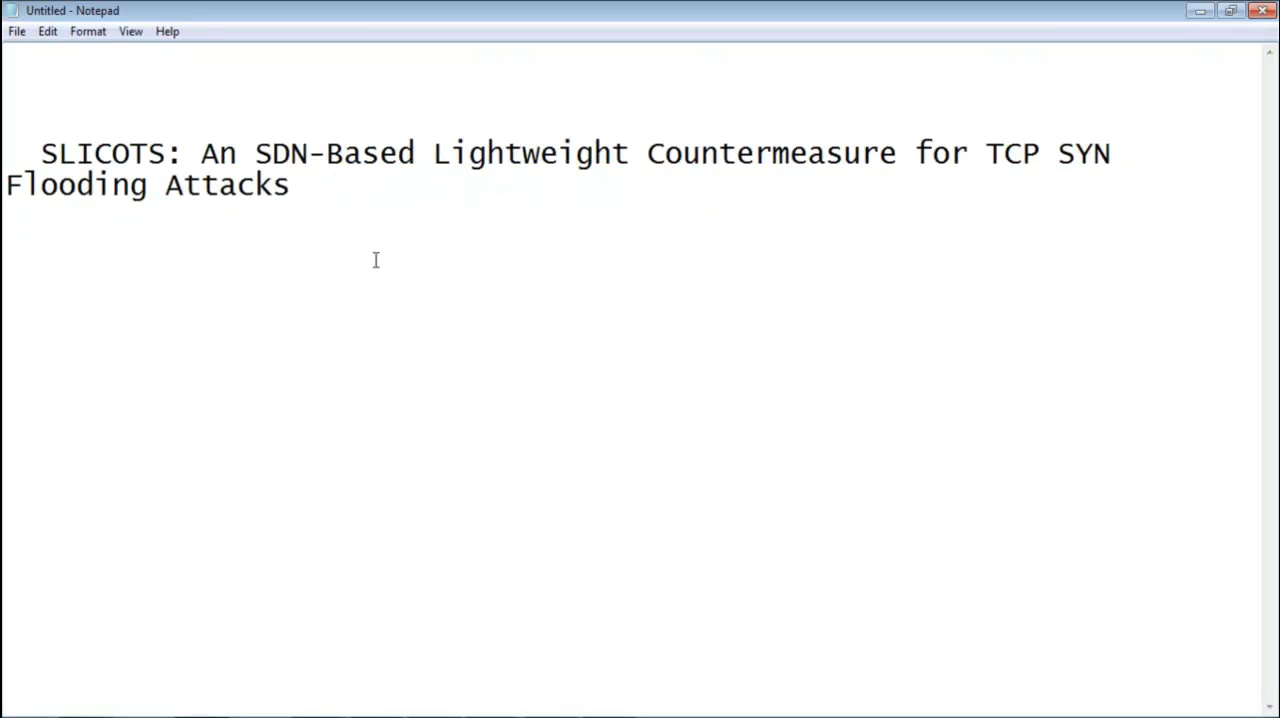 Untitled - Notepad
File Edit Format View Help
SLICOTS: An SDN-Based Lightweight Countermeasure for TCP SYN
Flooding Attacks